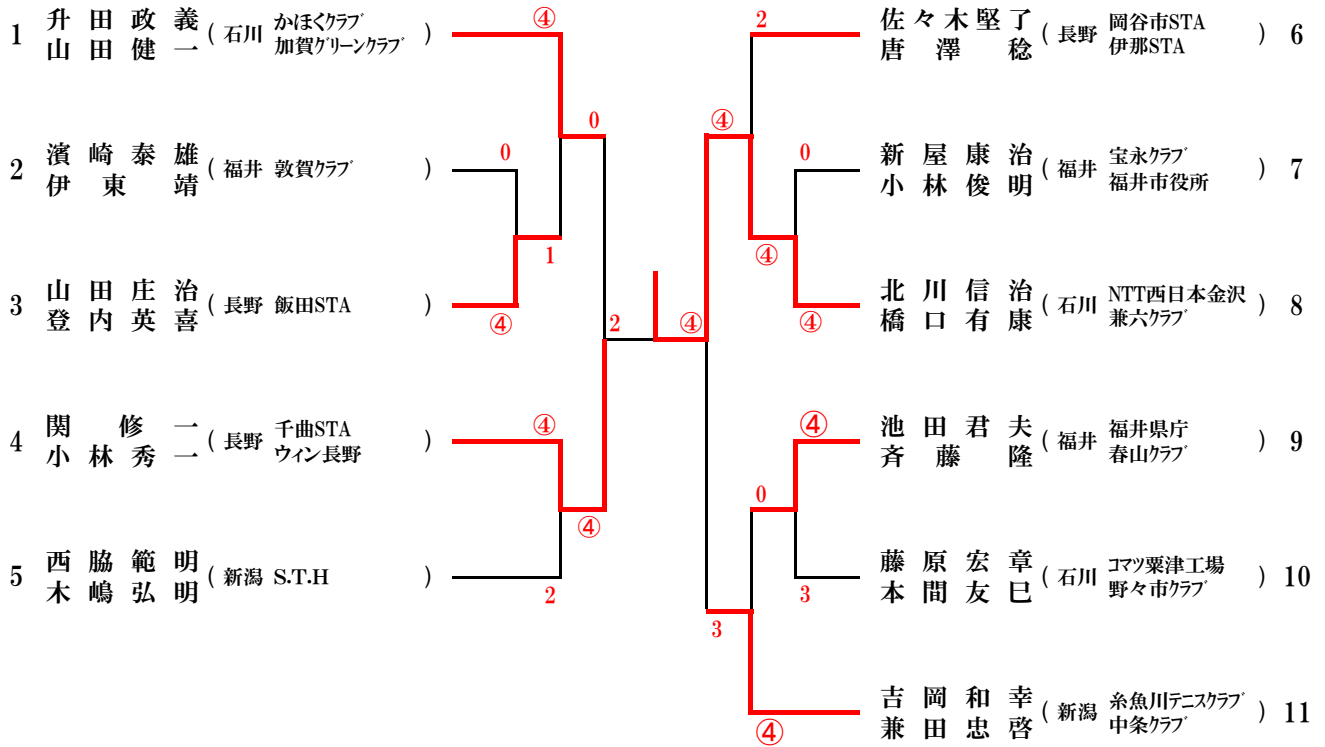 1 升田政義 ( 石川 かほくクラブ )
山田健一 加賀グリーンクラブ
④
0
2 濱崎泰雄 ( 福井 敦賀クラブ )
伊東靖
0
1
3 山田庄治 ( 長野 飯田STA )
登内英喜
④
2
4 関修一 ( 長野 千曲STA )
小林秀一 ウィン長野
④
④
5 西脇範明 ( 新潟 S.T.H )
木嶋弘明
2
2
佐々木堅了 ( 長野 岡谷市STA ) 6
唐澤稔 伊那STA
④
0
新屋康治 ( 福井 宝永クラブ ) 7
小林俊明 福井市役所
④
④
北川信治 ( 石川 NTT西日本金沢 ) 8
橋口有康 兼六クラブ
④
④
池田君夫 ( 福井 福井県庁 ) 9
斉藤隆 春山クラブ
0
藤原宏章 ( 石川 コマツ粟津工場 ) 10
本間友巳 野々市クラブ
3
3
吉岡和幸 ( 新潟 糸魚川テニスクラブ ) 11
兼田忠啓 中条クラブ
④